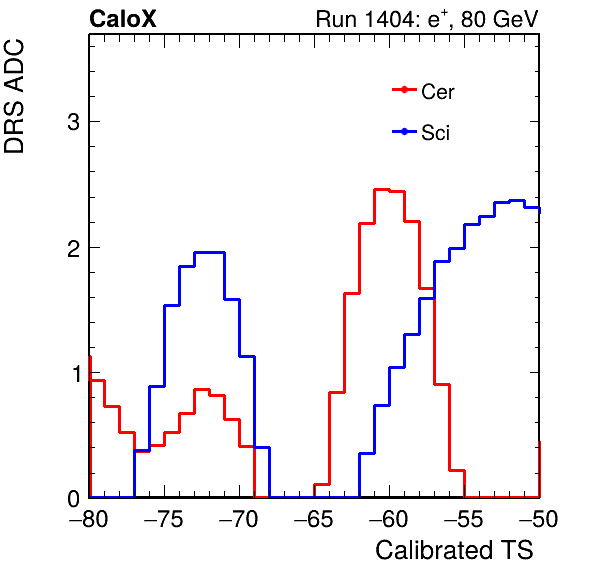 CaloX Run 1404: e⁺, 80 GeV
DRS ADC
Cer
Sci
3
2
1
0
−80 −75 −70 −65 −60 −55 −50
Calibrated TS